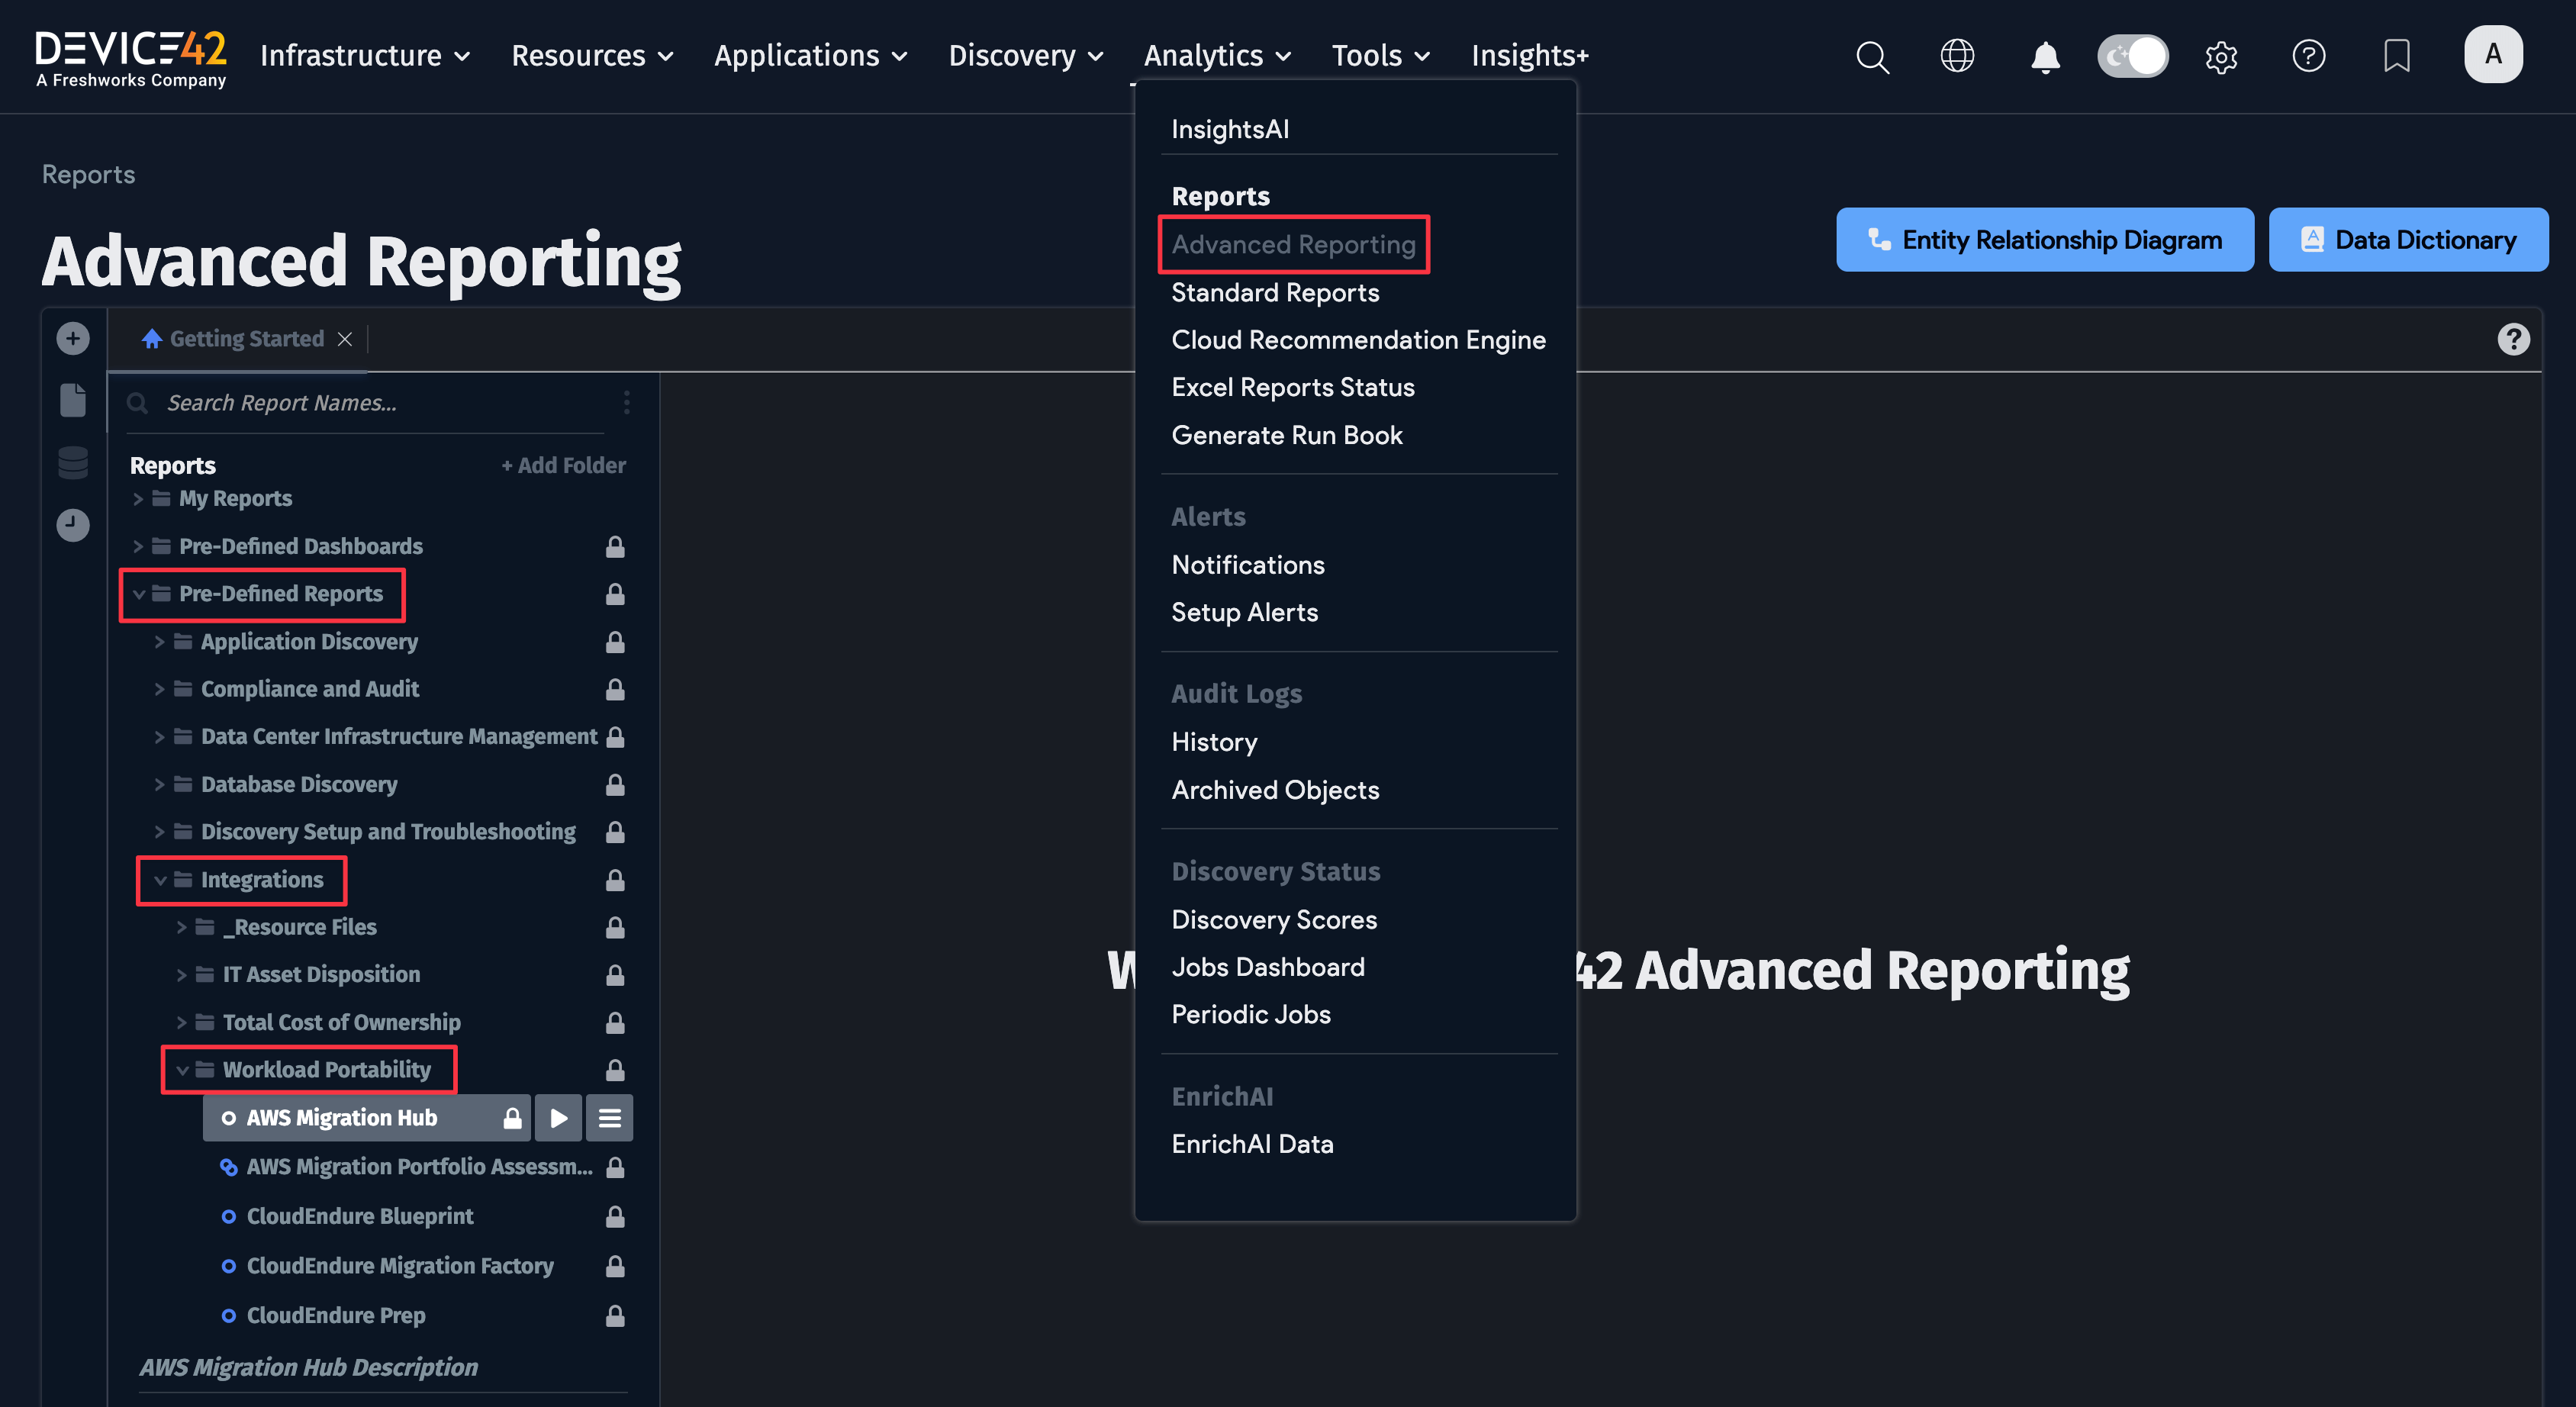 DEVICE42
A Freshworks Company
Infrastructure
Resources
Applications
Discovery
Analytics
Tools
Insights+
A
Reports
Advanced Reporting
Entity Relationship Diagram
Data Dictionary
Getting Started
Search Report Names...
Reports
+ Add Folder
My Reports
Pre-Defined Dashboards
Pre-Defined Reports
Application Discovery
Compliance and Audit
Data Center Infrastructure Management
Database Discovery
Discovery Setup and Troubleshooting
Integrations
_Resource Files
IT Asset Disposition
Total Cost of Ownership
Workload Portability
AWS Migration Hub
AWS Migration Portfolio Assessm...
CloudEndure Blueprint
CloudEndure Migration Factory
CloudEndure Prep
AWS Migration Hub Description
InsightsAI
Reports
Advanced Reporting
Standard Reports
Cloud Recommendation Engine
Excel Reports Status
Generate Run Book
Alerts
Notifications
Setup Alerts
Audit Logs
History
Archived Objects
Discovery Status
Discovery Scores
Jobs Dashboard
Periodic Jobs
EnrichAI
EnrichAI Data
42 Advanced Reporting